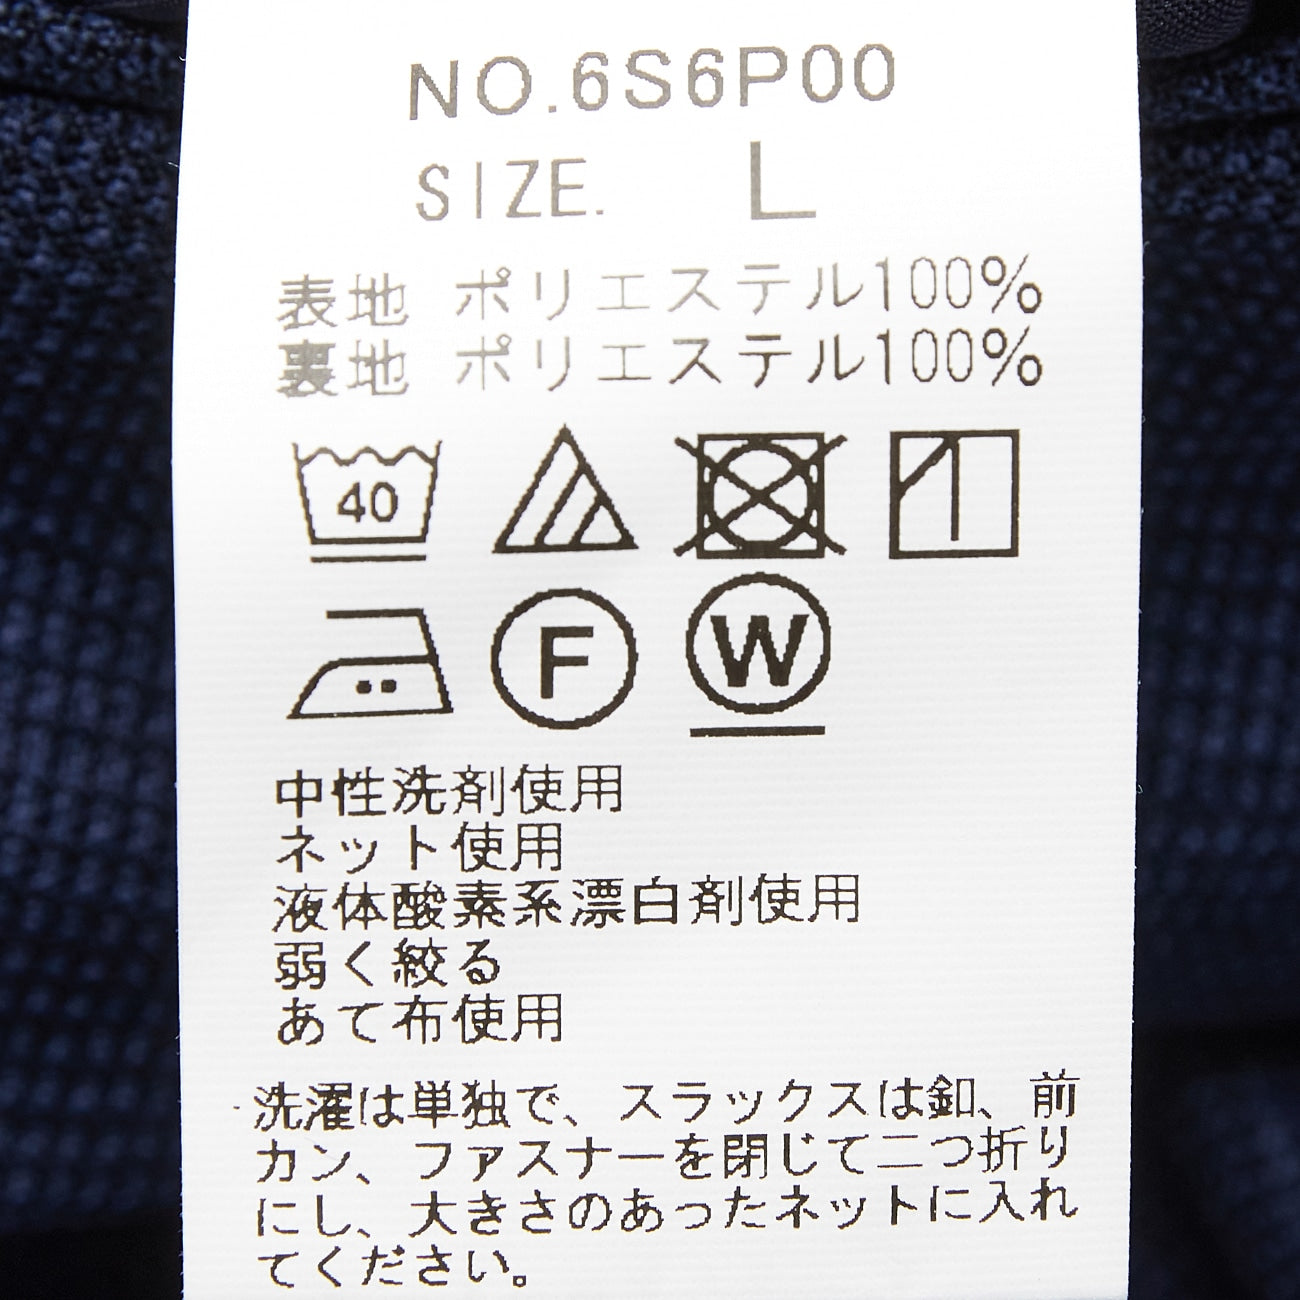 NO.6S6P00
SIZE. L
表地 ポリエステル100%
裏地 ポリエステル100%
40
F
W
中性洗剤使用
ネット使用
液体酸素系漂白剤使用
弱く絞る
あて布使用
洗濯は単独で、スラックスは釦、前
カン、ファスナーを閉じて二つ折り
にし、大きさのあったネットに入れ
てください。